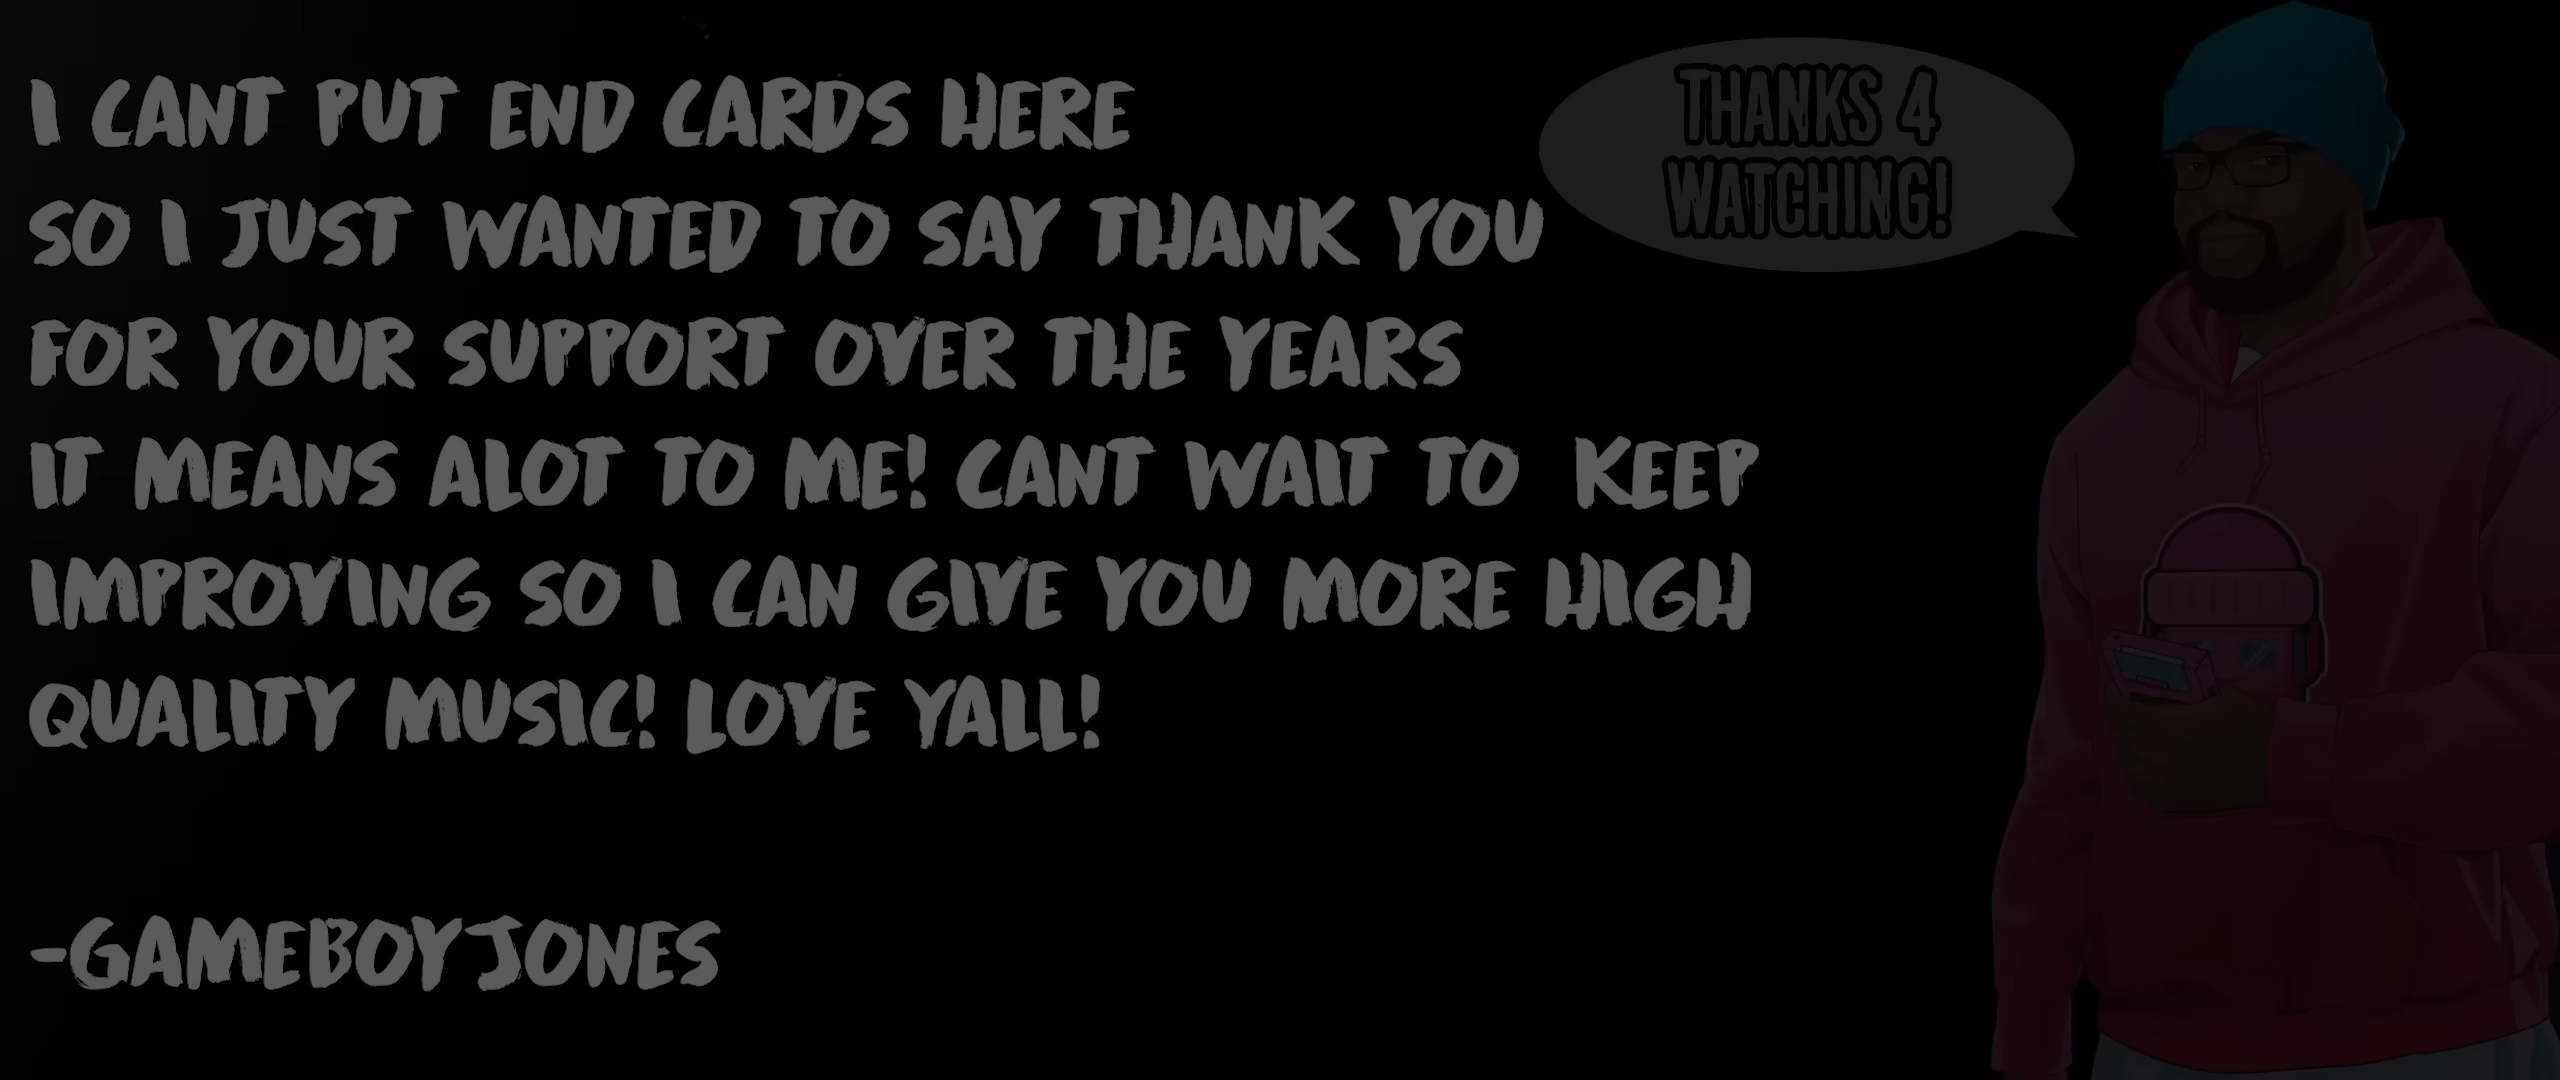 I CANT PUT END CARDS HERE
SO I JUST WANTED TO SAY THANK YOU
FOR YOUR SUPPORT OVER THE YEARS
IT MEANS ALOT TO ME! CANT WAIT TO  KEEP
IMPROVING SO I CAN GIVE YOU MORE HIGH
QUALITY MUSIC! LOVE YALL!
-GAMEBOYJONES
THANKS 4
WATCHING!